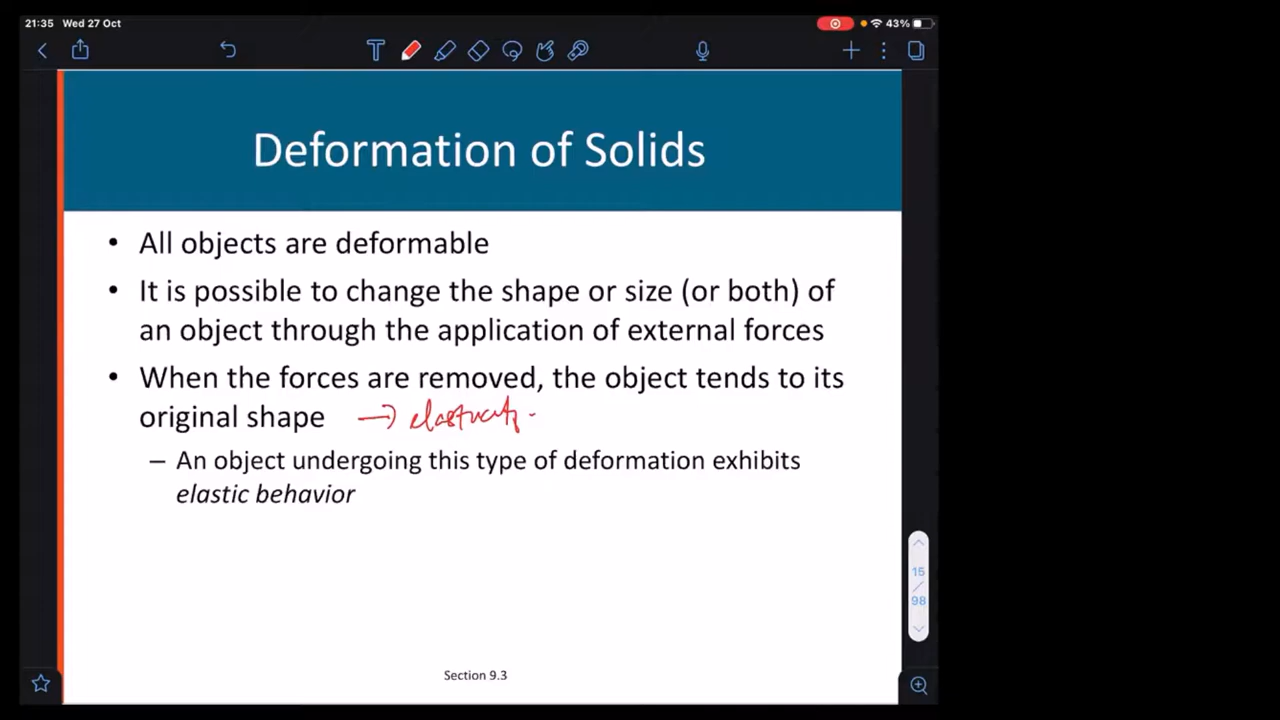 21:35 Wed 27 Oct
43%
Deformation of Solids
• All objects are deformable
• It is possible to change the shape or size (or both) of
an object through the application of external forces
• When the forces are removed, the object tends to its
original shape → elasticity.
– An object undergoing this type of deformation exhibits
elastic behavior
15
/
98
Section 9.3